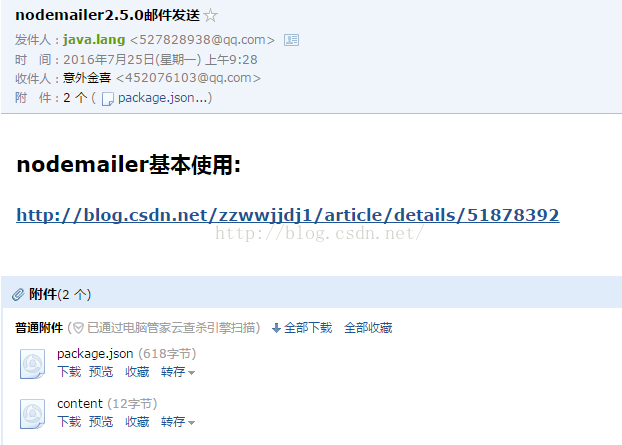 nodemailer2.5.0邮件发送
发件人：java.lang <527828938@qq.com>
时 间：2016年7月25日(星期一) 上午9:28
收件人：意外金喜 <452076103@qq.com>
附 件：2 个 ( package.json...)
nodemailer基本使用:
http://blog.csdn.net/zzwwjjdj1/article/details/51878392
http://blog.csdn.net/
附件(2 个)
普通附件 (已通过电脑管家云查杀引擎扫描) 全部下载 全部收藏
package.json (618字节)
下载 预览 收藏 转存
content (12字节)
下载 预览 收藏 转存